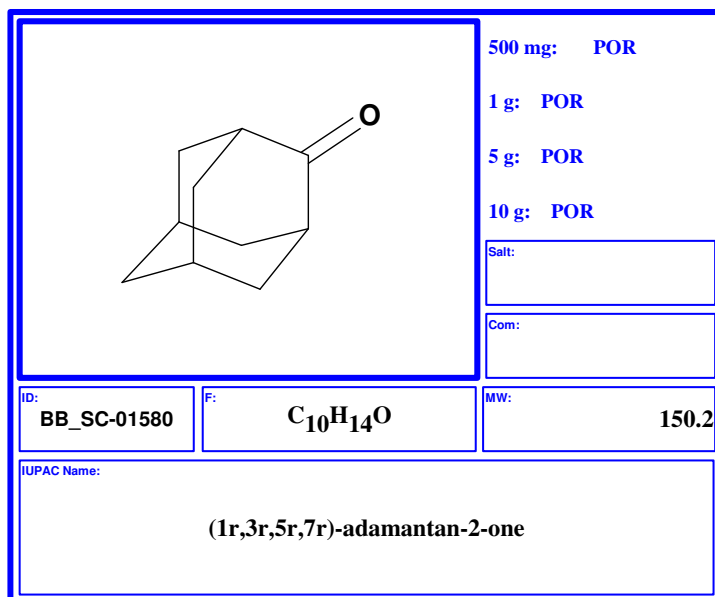 O
500 mg: POR
1 g: POR
5 g: POR
10 g: POR
Salt:
Com:
ID:
BB_SC-01580
F:
C10H14O
MW:
150.2
IUPAC Name:
(1r,3r,5r,7r)-adamantan-2-one